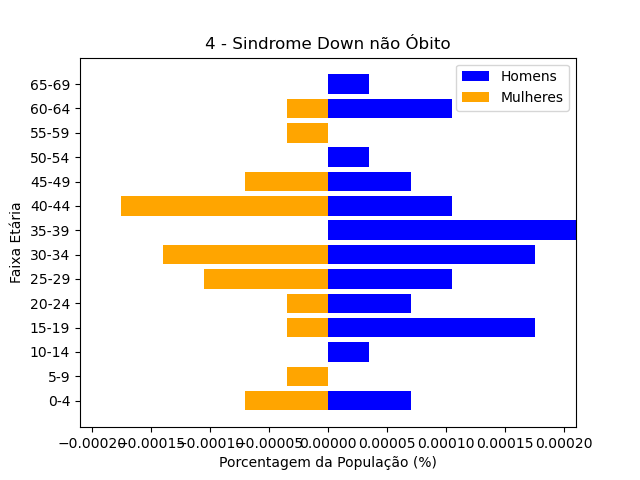 4 - Sindrome Down não Óbito
Homens
Mulheres
Faixa Etária
65-69
60-64
55-59
50-54
45-49
40-44
35-39
30-34
25-29
20-24
15-19
10-14
5-9
0-4
−0.00020 −0.00015 −0.00010 −0.00005 0.00000 0.00005 0.00010 0.00015 0.00020
Porcentagem da População (%)